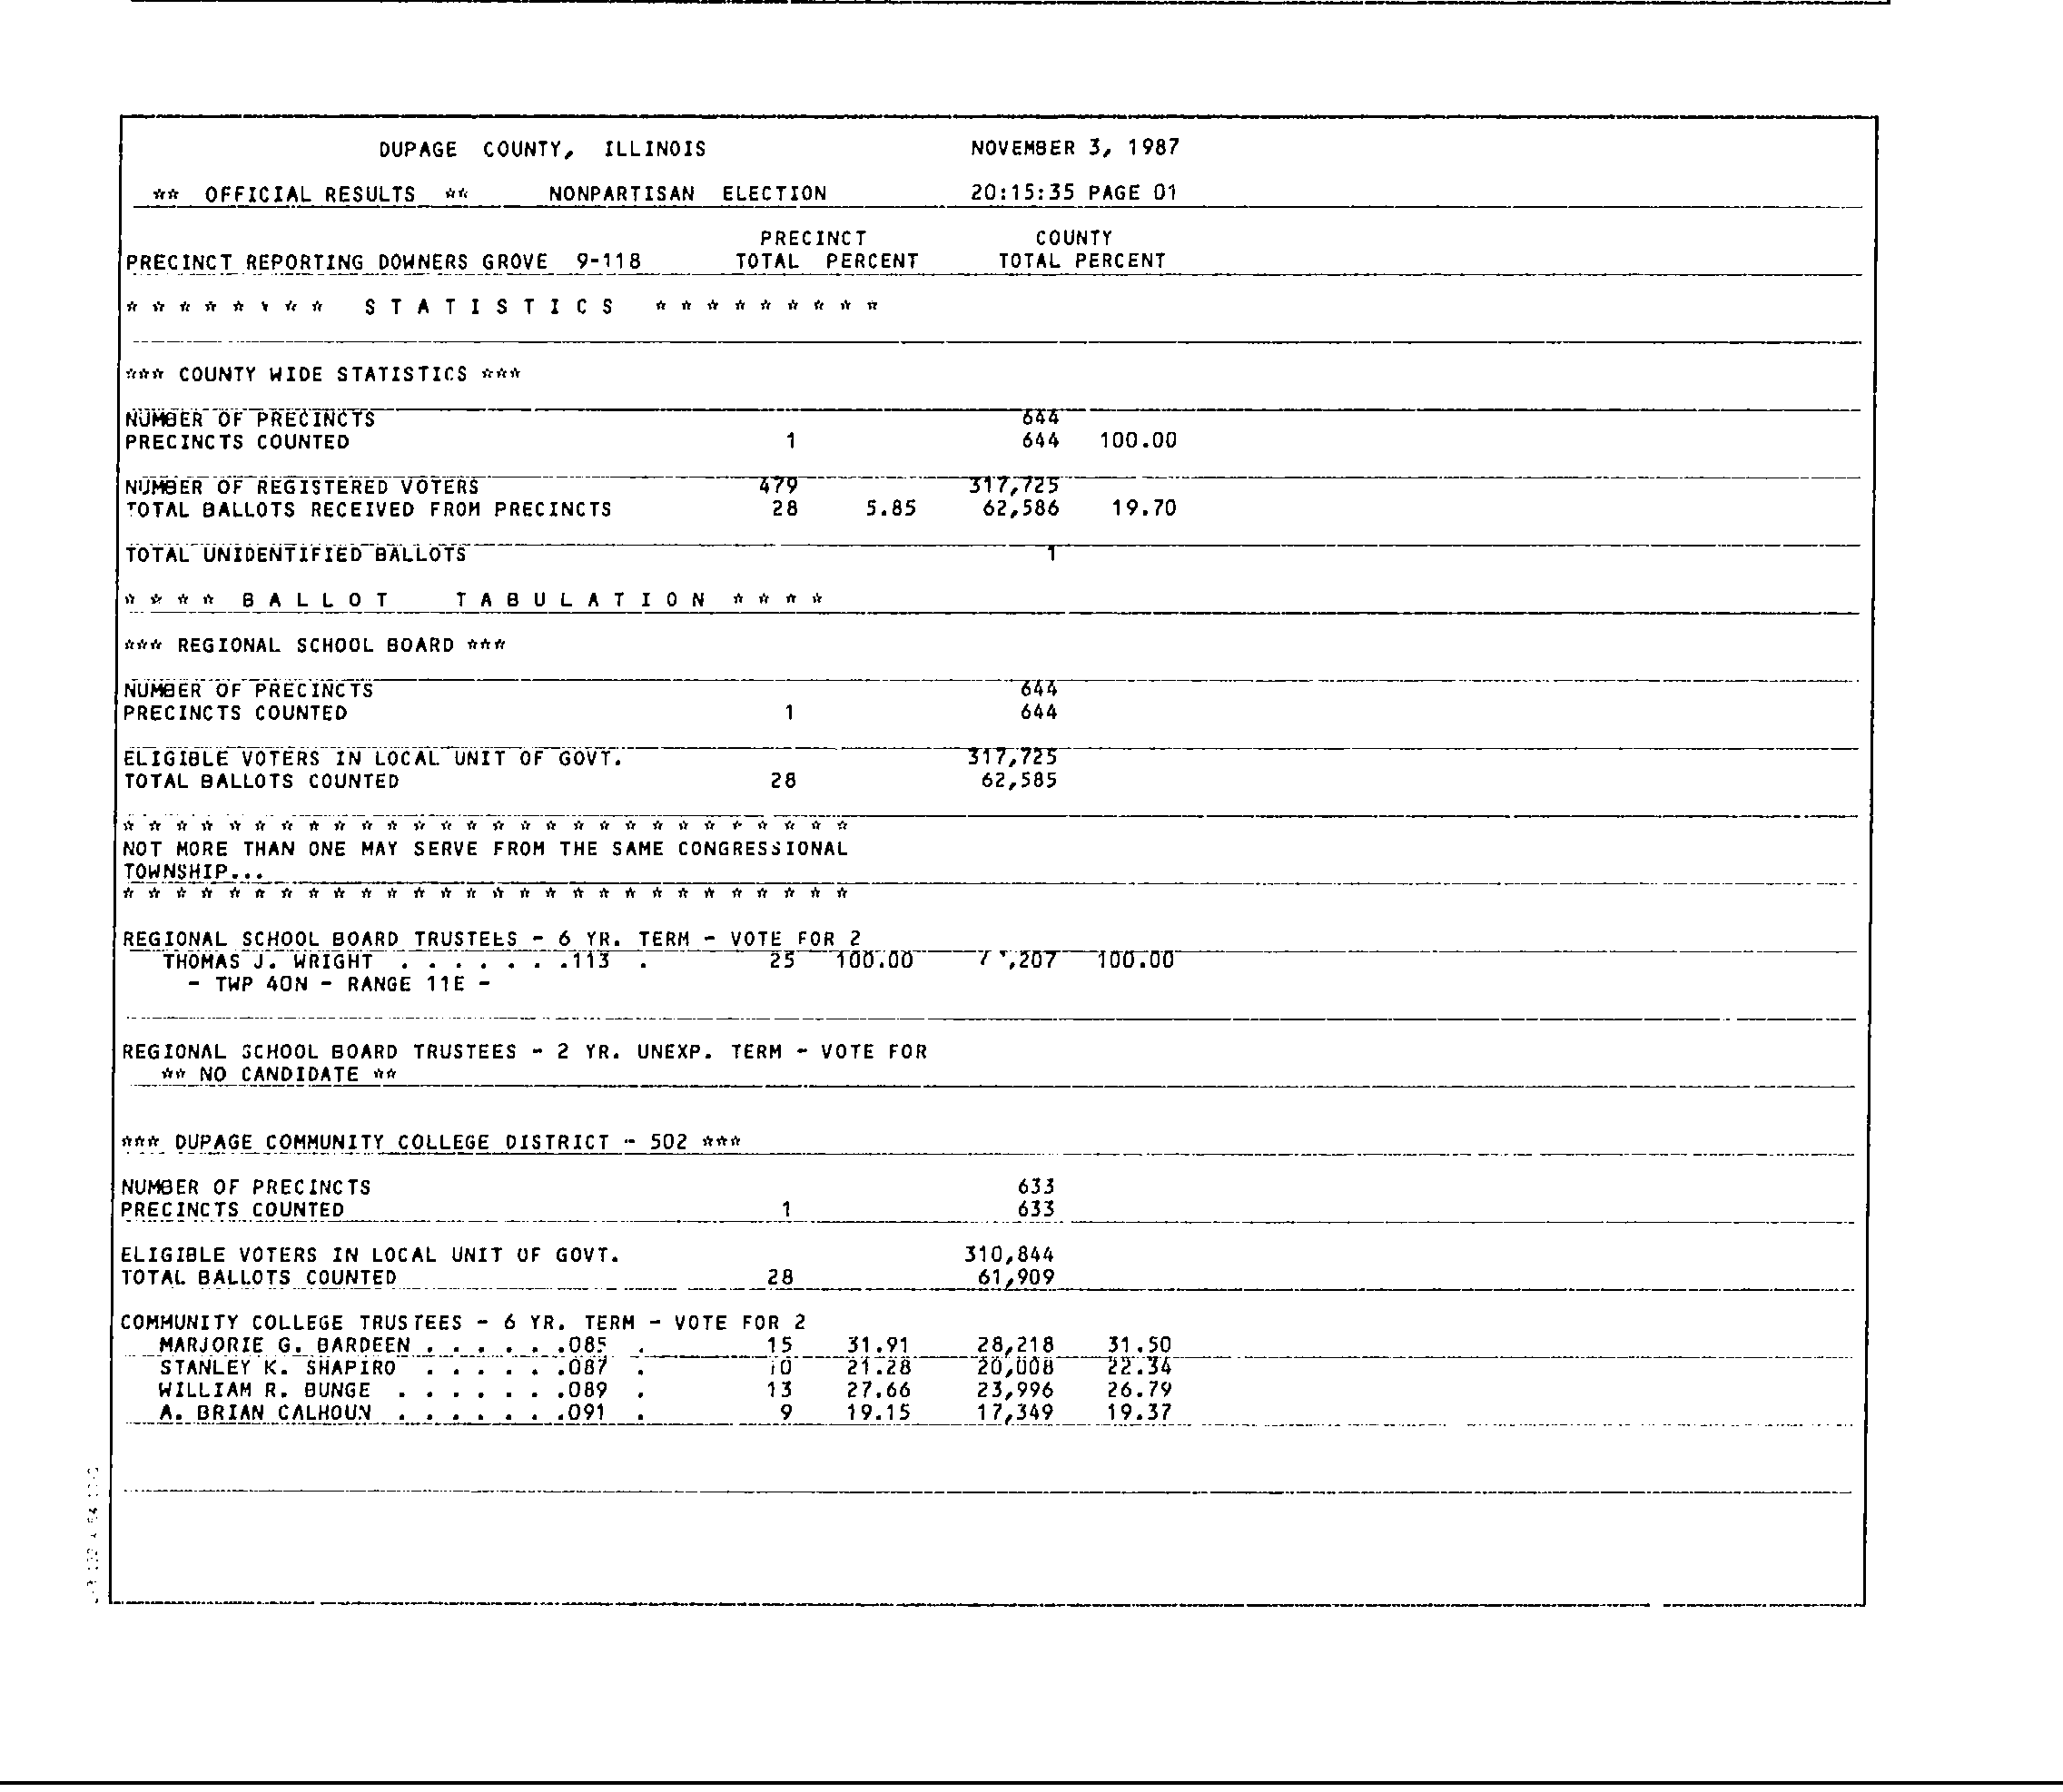 DUPAGE COUNTY, ILLINOIS NOVEMBER 3, 1987
** OFFICIAL RESULTS ** NONPARTISAN ELECTION 20:15:35 PAGE 01
PRECINCT COUNTY
PRECINCT REPORTING DOWNERS GROVE 9-118 TOTAL PERCENT TOTAL PERCENT
* * * * * * * * S T A T I S T I C S * * * * * * * * *
*** COUNTY WIDE STATISTICS ***
NUMBER OF PRECINCTS 644
PRECINCTS COUNTED 1 644 100.00
NUMBER OF REGISTERED VOTERS 479 317,725
TOTAL BALLOTS RECEIVED FROM PRECINCTS 28 5.85 62,586 19.70
TOTAL UNIDENTIFIED BALLOTS 1
* * * * B A L L O T T A B U L A T I O N * * * *
*** REGIONAL SCHOOL BOARD ***
NUMBER OF PRECINCTS 644
PRECINCTS COUNTED 1 644
ELIGIBLE VOTERS IN LOCAL UNIT OF GOVT. 317,725
TOTAL BALLOTS COUNTED 28 62,585
* * * * * * * * * * * * * * * * * * * * * * * * * * * *
NOT MORE THAN ONE MAY SERVE FROM THE SAME CONGRESSIONAL
TOWNSHIP...
* * * * * * * * * * * * * * * * * * * * * * * * * * * *
REGIONAL SCHOOL BOARD TRUSTEES - 6 YR. TERM - VOTE FOR 2
THOMAS J. WRIGHT . . . . . . .113 . 25 100.00 100.00
- TWP 40N - RANGE 11E -
REGIONAL SCHOOL BOARD TRUSTEES - 2 YR. UNEXP. TERM - VOTE FOR
** NO CANDIDATE **
*** DUPAGE COMMUNITY COLLEGE DISTRICT - 502 ***
NUMBER OF PRECINCTS 633
PRECINCTS COUNTED 1 633
ELIGIBLE VOTERS IN LOCAL UNIT OF GOVT. 310,844
TOTAL BALLOTS COUNTED 28 61,909
COMMUNITY COLLEGE TRUSTEES - 6 YR. TERM - VOTE FOR 2
MARJORIE G. BARDEEN . . . . . .085 . 15 31.91 28,218 31.50
STANLEY K. SHAPIRO . . . . . .087 . 10 21.28 20,008 22.34
WILLIAM R. BUNGE . . . . . . .089 . 13 27.66 23,996 26.79
A. BRIAN CALHOUN . . . . . . .091 . 9 19.15 17,349 19.37